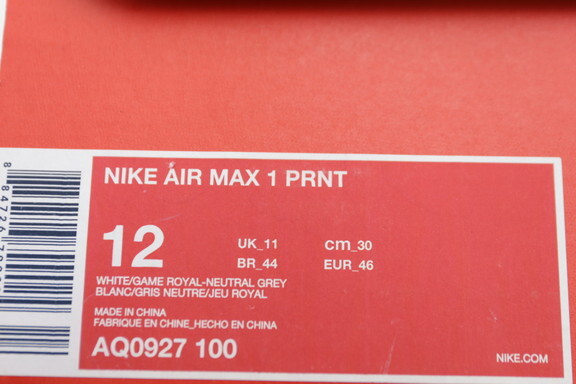 NIKE AIR MAX 1 PRNT
12
UK_11 cm_30
BR_44 EUR_46
WHITE/GAME ROYAL-NEUTRAL GREY
BLANC/GRIS NEUTRE/JEU ROYAL
MADE IN CHINA
FABRIQUE EN CHINE_HECHO EN CHINA
AQ0927 100
NIKE.COM